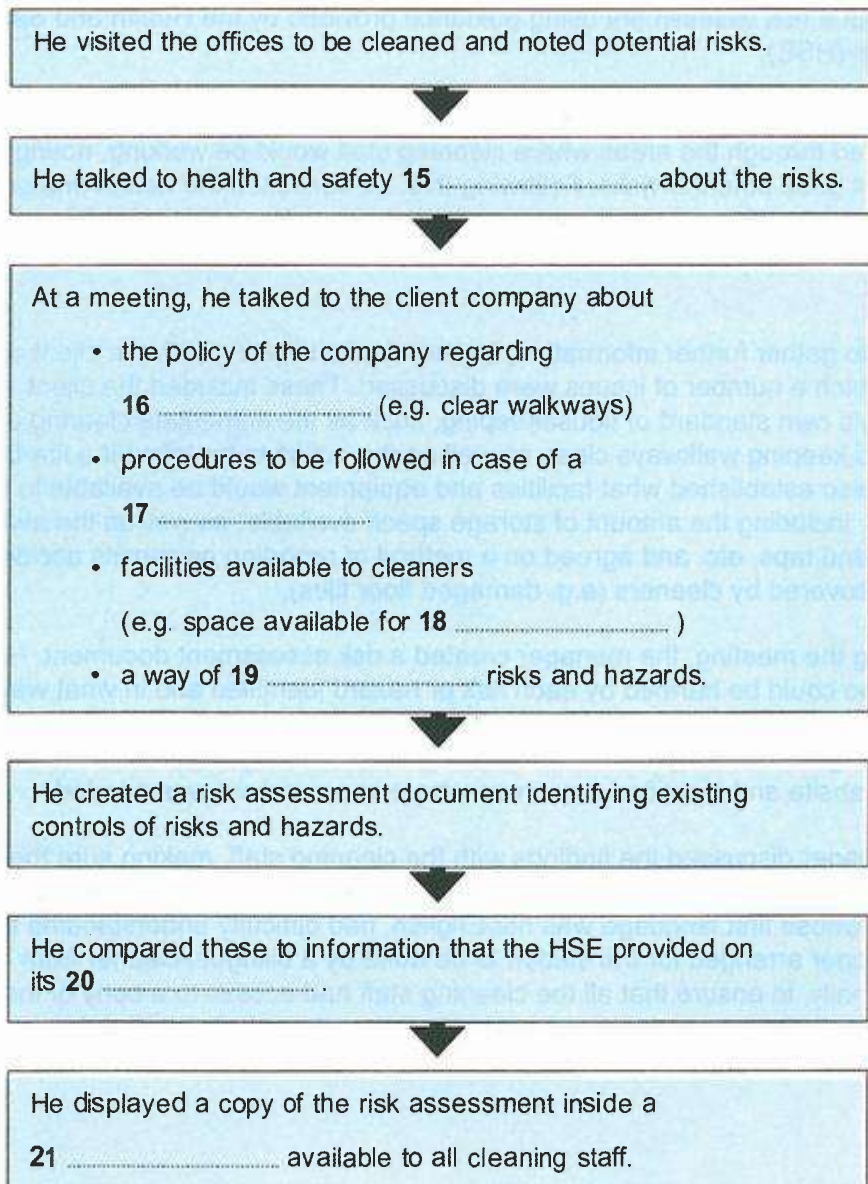 He visited the offices to be cleaned and noted potential risks.
He talked to health and safety 15 ........................ about the risks.
At a meeting, he talked to the client company about
• the policy of the company regarding
16 ........................ (e.g. clear walkways)
• procedures to be followed in case of a
17 ........................
• facilities available to cleaners
(e.g. space available for 18 ........................ )
• a way of 19 ........................ risks and hazards.
He created a risk assessment document identifying existing
controls of risks and hazards.
He compared these to information that the HSE provided on
its 20 ........................ .
He displayed a copy of the risk assessment inside a
21 ........................ available to all cleaning staff.